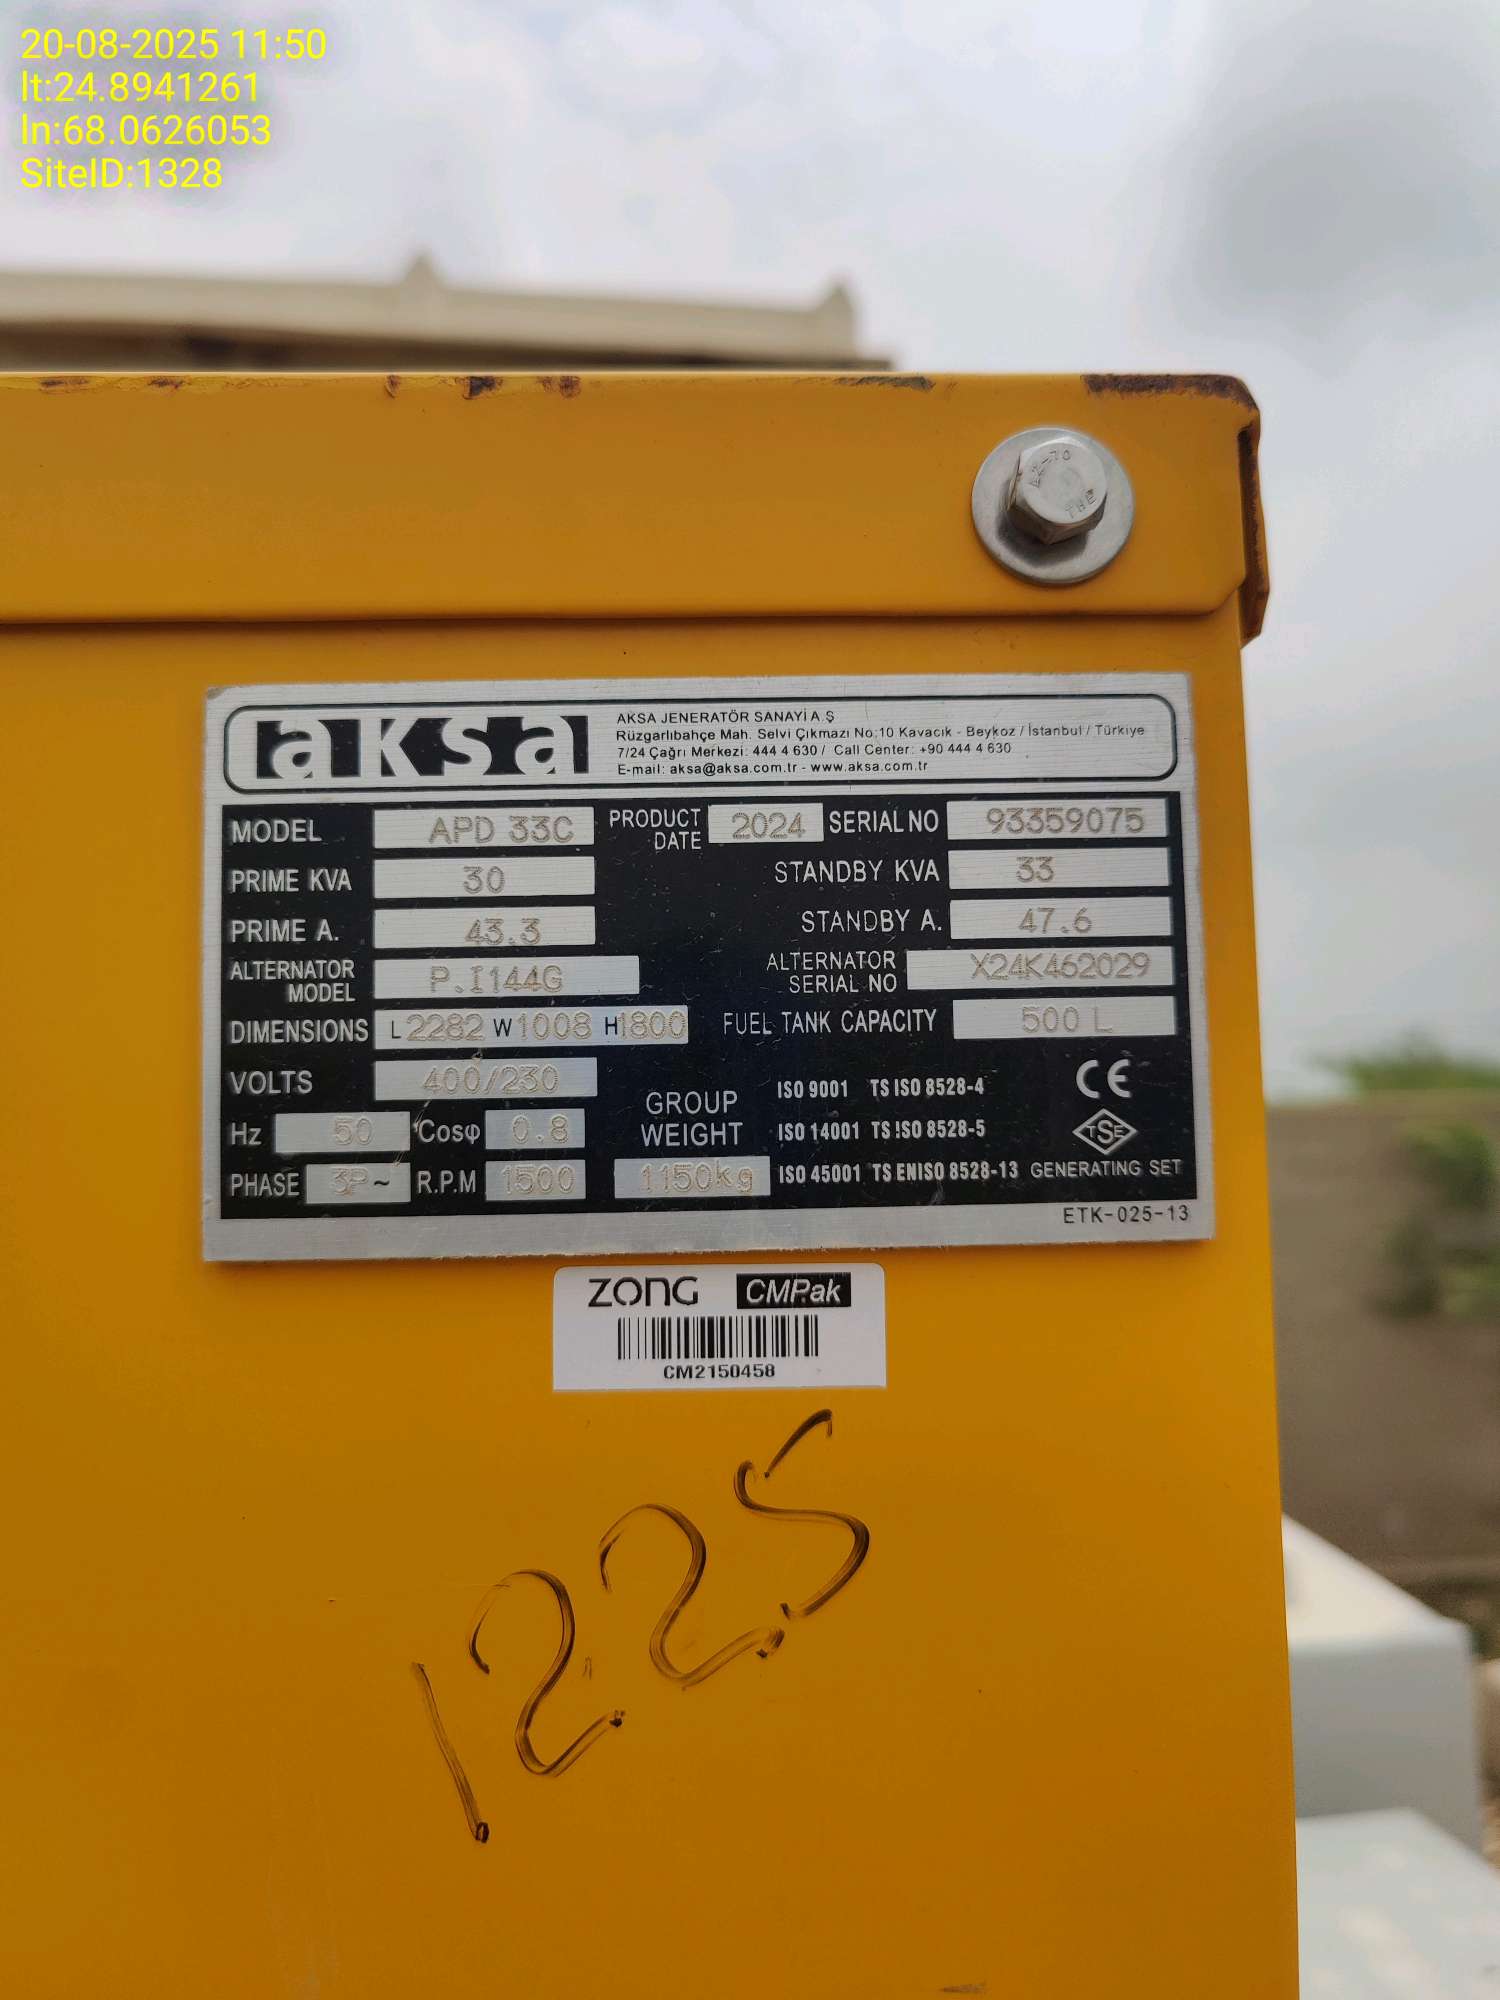 20-08-2025 11:50
lt:24.8941261
ln:68.0626053
SiteID:1328
A2-70
THE
aksa
AKSA JENERATÖR SANAYİ A.Ş
Rüzgarlıbahçe Mah. Selvi Çıkmazı No:10 Kavacık - Beykoz / İstanbul / Türkiye
7/24 Çağrı Merkezi: 444 4 630 / Call Center: +90 444 4 630
E-mail: aksa@aksa.com.tr - www.aksa.com.tr
MODEL APD 33C PRODUCT DATE 2024 SERIAL NO 93359075
PRIME KVA 30 STANDBY KVA 33
PRIME A. 43.3 STANDBY A. 47.6
ALTERNATOR MODEL P.I144G ALTERNATOR SERIAL NO X24K462029
DIMENSIONS L 2282 W 1008 H 1800 FUEL TANK CAPACITY 500 L
VOLTS 400/230
Hz 50 Cosφ 0.8
PHASE 3P~ R.P.M 1500
GROUP WEIGHT 1150kg
ISO 9001 TS ISO 8528-4 CE
ISO 14001 TS ISO 8528-5 TSE
ISO 45001 TS EN ISO 8528-13 GENERATING SET
ETK-025-13
ZONG CMPak
CM2150458
1225